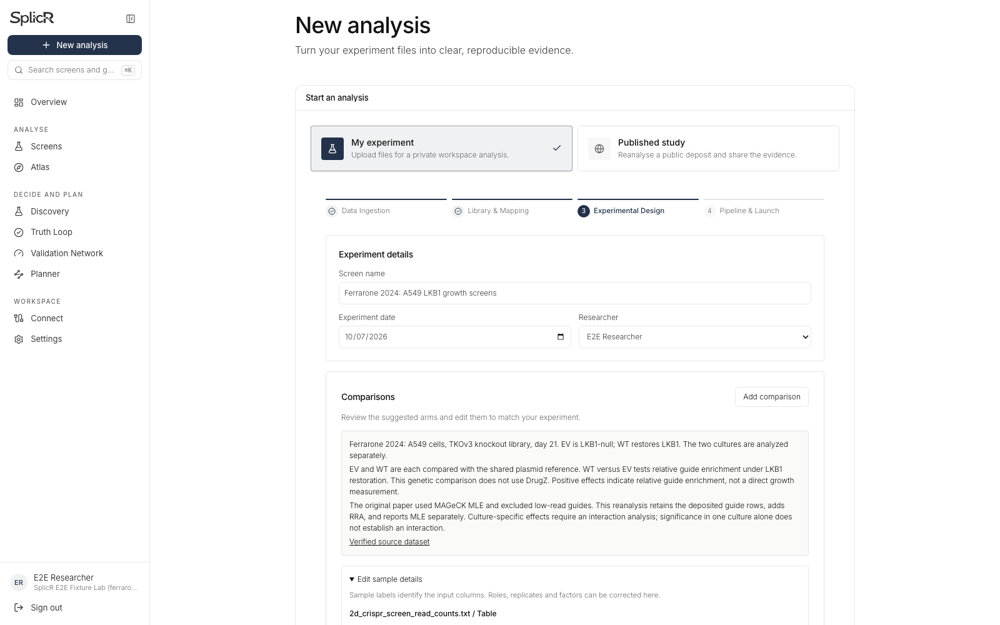 SplicR
New analysis
Search screens and g...
⌘K
Overview
ANALYSE
Screens
Atlas
DECIDE AND PLAN
Discovery
Truth Loop
Validation Network
Planner
WORKSPACE
Connect
Settings
ER
E2E Researcher
SplicR E2E Fixture Lab (ferraro...
Sign out
New analysis
Turn your experiment files into clear, reproducible evidence.
Start an analysis
My experiment
Upload files for a private workspace analysis.
Published study
Reanalyse a public deposit and share the evidence.
Data Ingestion
Library & Mapping
3 Experimental Design
4 Pipeline & Launch
Experiment details
Screen name
Ferrarone 2024: A549 LKB1 growth screens
Experiment date
Researcher
10/07/2026
E2E Researcher
Comparisons
Add comparison
Review the suggested arms and edit them to match your experiment.
Ferrarone 2024: A549 cells, TKOv3 knockout library, day 21. EV is LKB1-null; WT restores LKB1. The two cultures are analyzed
separately.
EV and WT are each compared with the shared plasmid reference. WT versus EV tests relative guide enrichment under LKB1
restoration. This genetic comparison does not use DrugZ. Positive effects indicate relative guide enrichment, not a direct growth
measurement.
The original paper used MAGeCK MLE and excluded low-read guides. This reanalysis retains the deposited guide rows, adds
RRA, and reports MLE separately. Culture-specific effects require an interaction analysis; significance in one culture alone does
not establish an interaction.
Verified source dataset
Edit sample details
Sample labels identify the input columns. Roles, replicates and factors can be corrected here.
2d_crispr_screen_read_counts.txt / Table